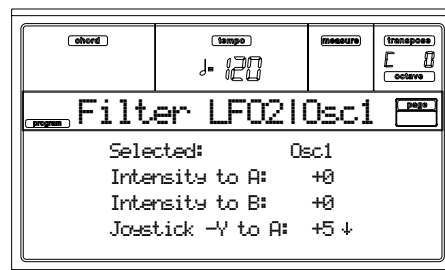 chord tempo measure transpose
♩= 120 C 0
octave
program Filter LFO2|Osc1 page
Selected: Osc1
Intensity to A: +0
Intensity to B: +0
Joystick -Y to A: +5 ↓